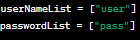 userNameList = ["user"]
passwordList = ["pass"]